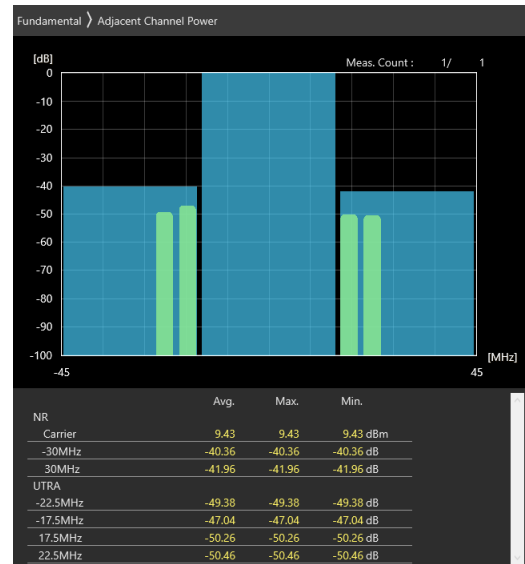 Fundamental ⟩ Adjacent Channel Power
[dB] Meas. Count : 1/ 1
0
-10
-20
-30
-40
-50
-60
-70
-80
-90
-100 [MHz]
-45 45
Avg. Max. Min.
NR
Carrier 9.43 9.43 9.43 dBm
-30MHz -40.36 -40.36 -40.36 dB
30MHz -41.96 -41.96 -41.96 dB
UTRA
-22.5MHz -49.38 -49.38 -49.38 dB
-17.5MHz -47.04 -47.04 -47.04 dB
17.5MHz -50.26 -50.26 -50.26 dB
22.5MHz -50.46 -50.46 -50.46 dB